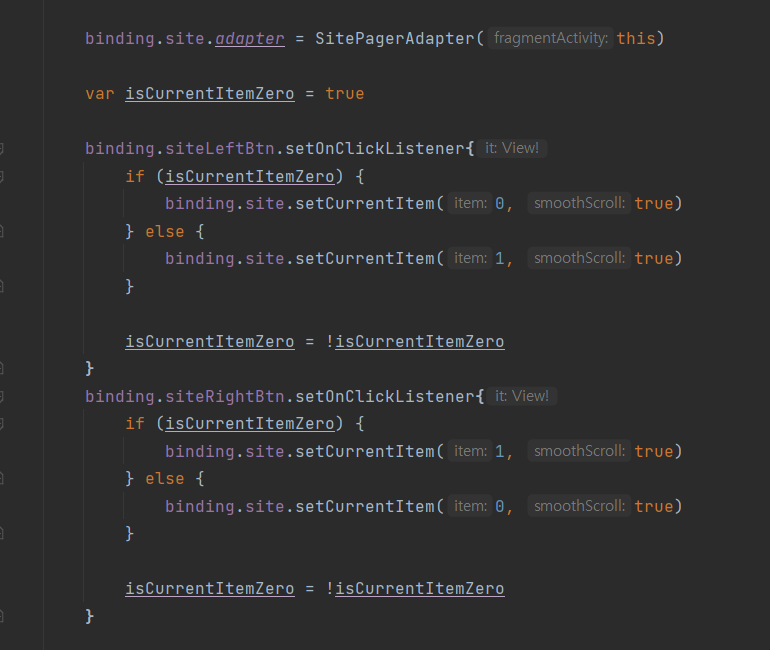 binding.site.adapter = SitePagerAdapter( fragmentActivity: this)
var isCurrentItemZero = true
binding.siteLeftBtn.setOnClickListener{ it: View!
if (isCurrentItemZero) {
binding.site.setCurrentItem( item: 0, smoothScroll: true)
} else {
binding.site.setCurrentItem( item: 1, smoothScroll: true)
}
isCurrentItemZero = !isCurrentItemZero
}
binding.siteRightBtn.setOnClickListener{ it: View!
if (isCurrentItemZero) {
binding.site.setCurrentItem( item: 1, smoothScroll: true)
} else {
binding.site.setCurrentItem( item: 0, smoothScroll: true)
}
isCurrentItemZero = !isCurrentItemZero
}